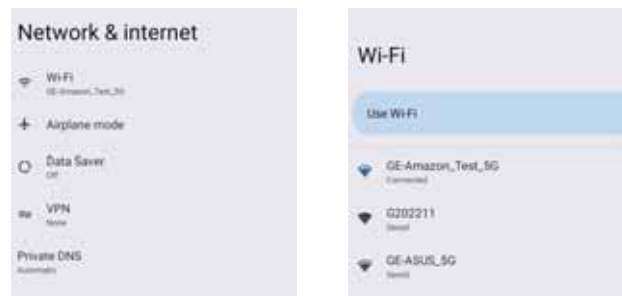 Network & internet
Wi-Fi
GE-Amazon_Test_5G
Airplane mode
Data Saver
Off
VPN
None
Private DNS
Automatic
Wi-Fi
Use Wi-Fi
GE-Amazon_Test_5G
Connected
G202211
Saved
GE-ASUS_5G
Saved